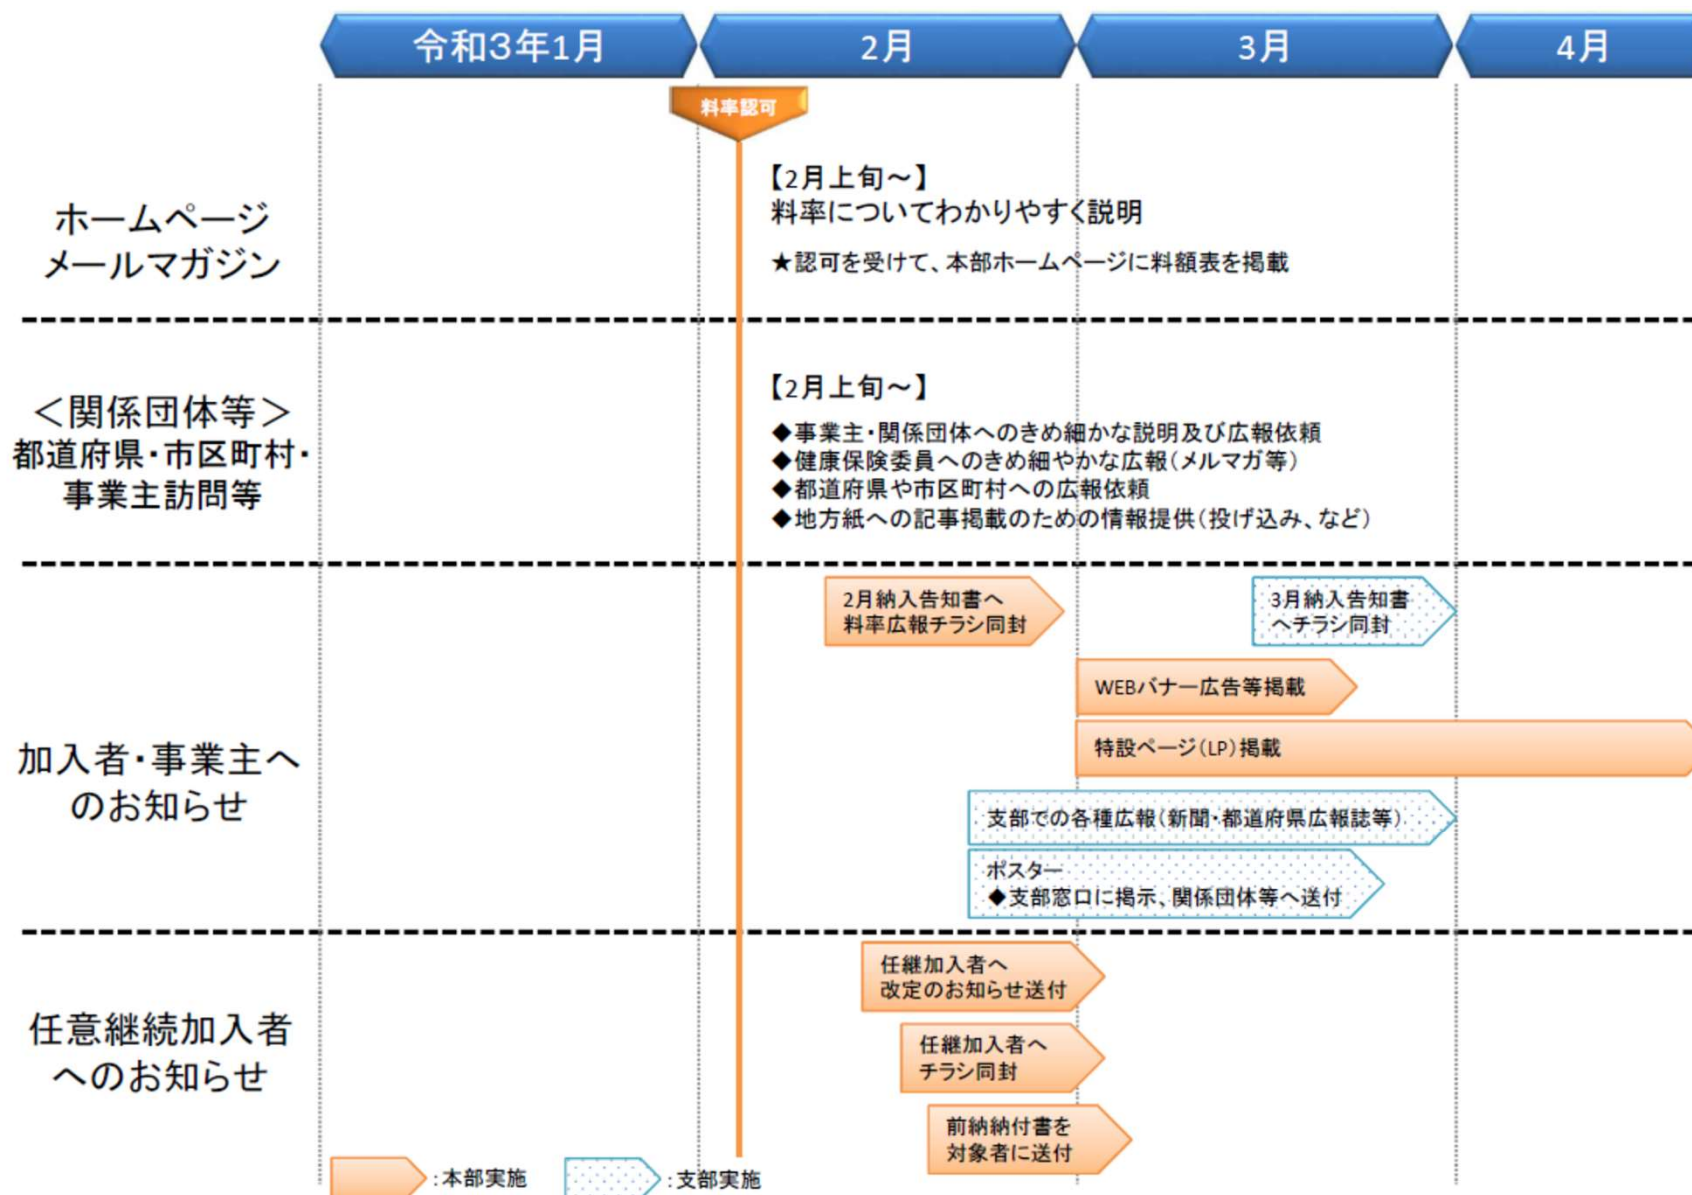 令和3年1月
2月
3月
4月
料率認可
ホームページ
メールマガジン
【2月上旬～】
料率についてわかりやすく説明
★認可を受けて、本部ホームページに料額表を掲載
＜関係団体等＞
都道府県・市区町村・
事業主訪問等
【2月上旬～】
◆事業主・関係団体へのきめ細かな説明及び広報依頼
◆健康保険委員へのきめ細やかな広報（メルマガ等）
◆都道府県や市区町村への広報依頼
◆地方紙への記事掲載のための情報提供（投げ込み、など）
加入者・事業主へ
のお知らせ
2月納入告知書へ
料率広報チラシ同封
3月納入告知書
へチラシ同封
WEBバナー広告等掲載
特設ページ（LP）掲載
支部での各種広報（新聞・都道府県広報誌等）
ポスター
◆支部窓口に掲示、関係団体等へ送付
任意継続加入者
へのお知らせ
任継加入者へ
改定のお知らせ送付
任継加入者へ
チラシ同封
前納納付書を
対象者に送付
：本部実施
：支部実施